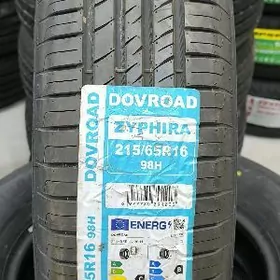 DOVROAD
ZYPHIRA
215/65R16
98H
ENERG
DOVROAD
5R16 98H